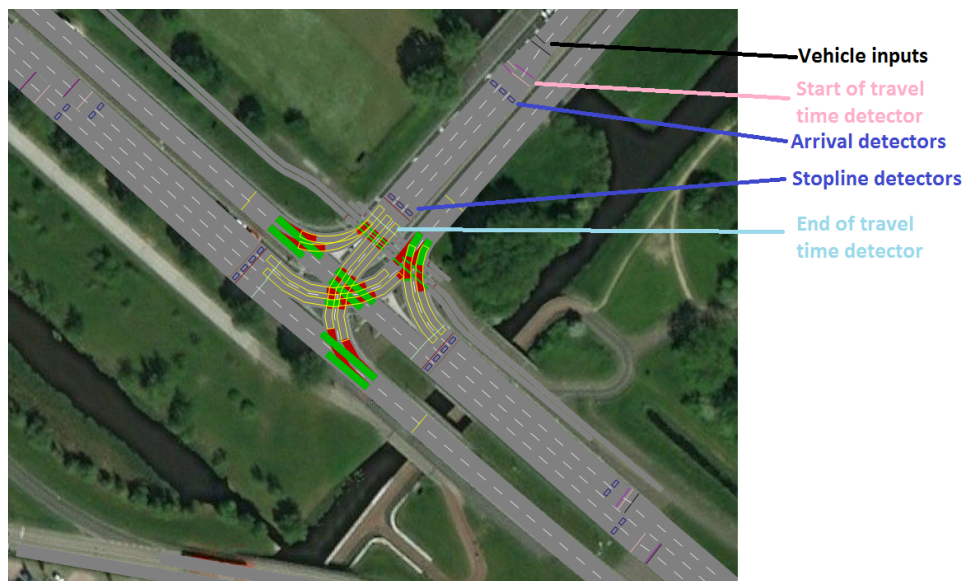 Vehicle inputs
Start of travel
time detector
Arrival detectors
Stopline detectors
End of travel
time detector